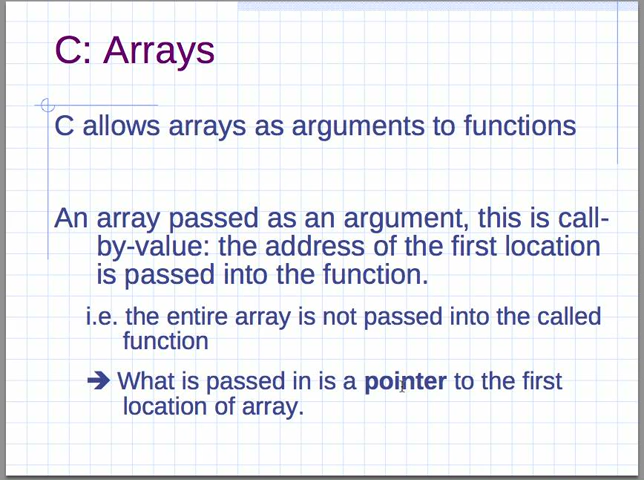 C: Arrays
C allows arrays as arguments to functions
An array passed as an argument, this is call-
by-value: the address of the first location
is passed into the function.
i.e. the entire array is not passed into the called
function
➔ What is passed in is a pointer to the first
location of array.